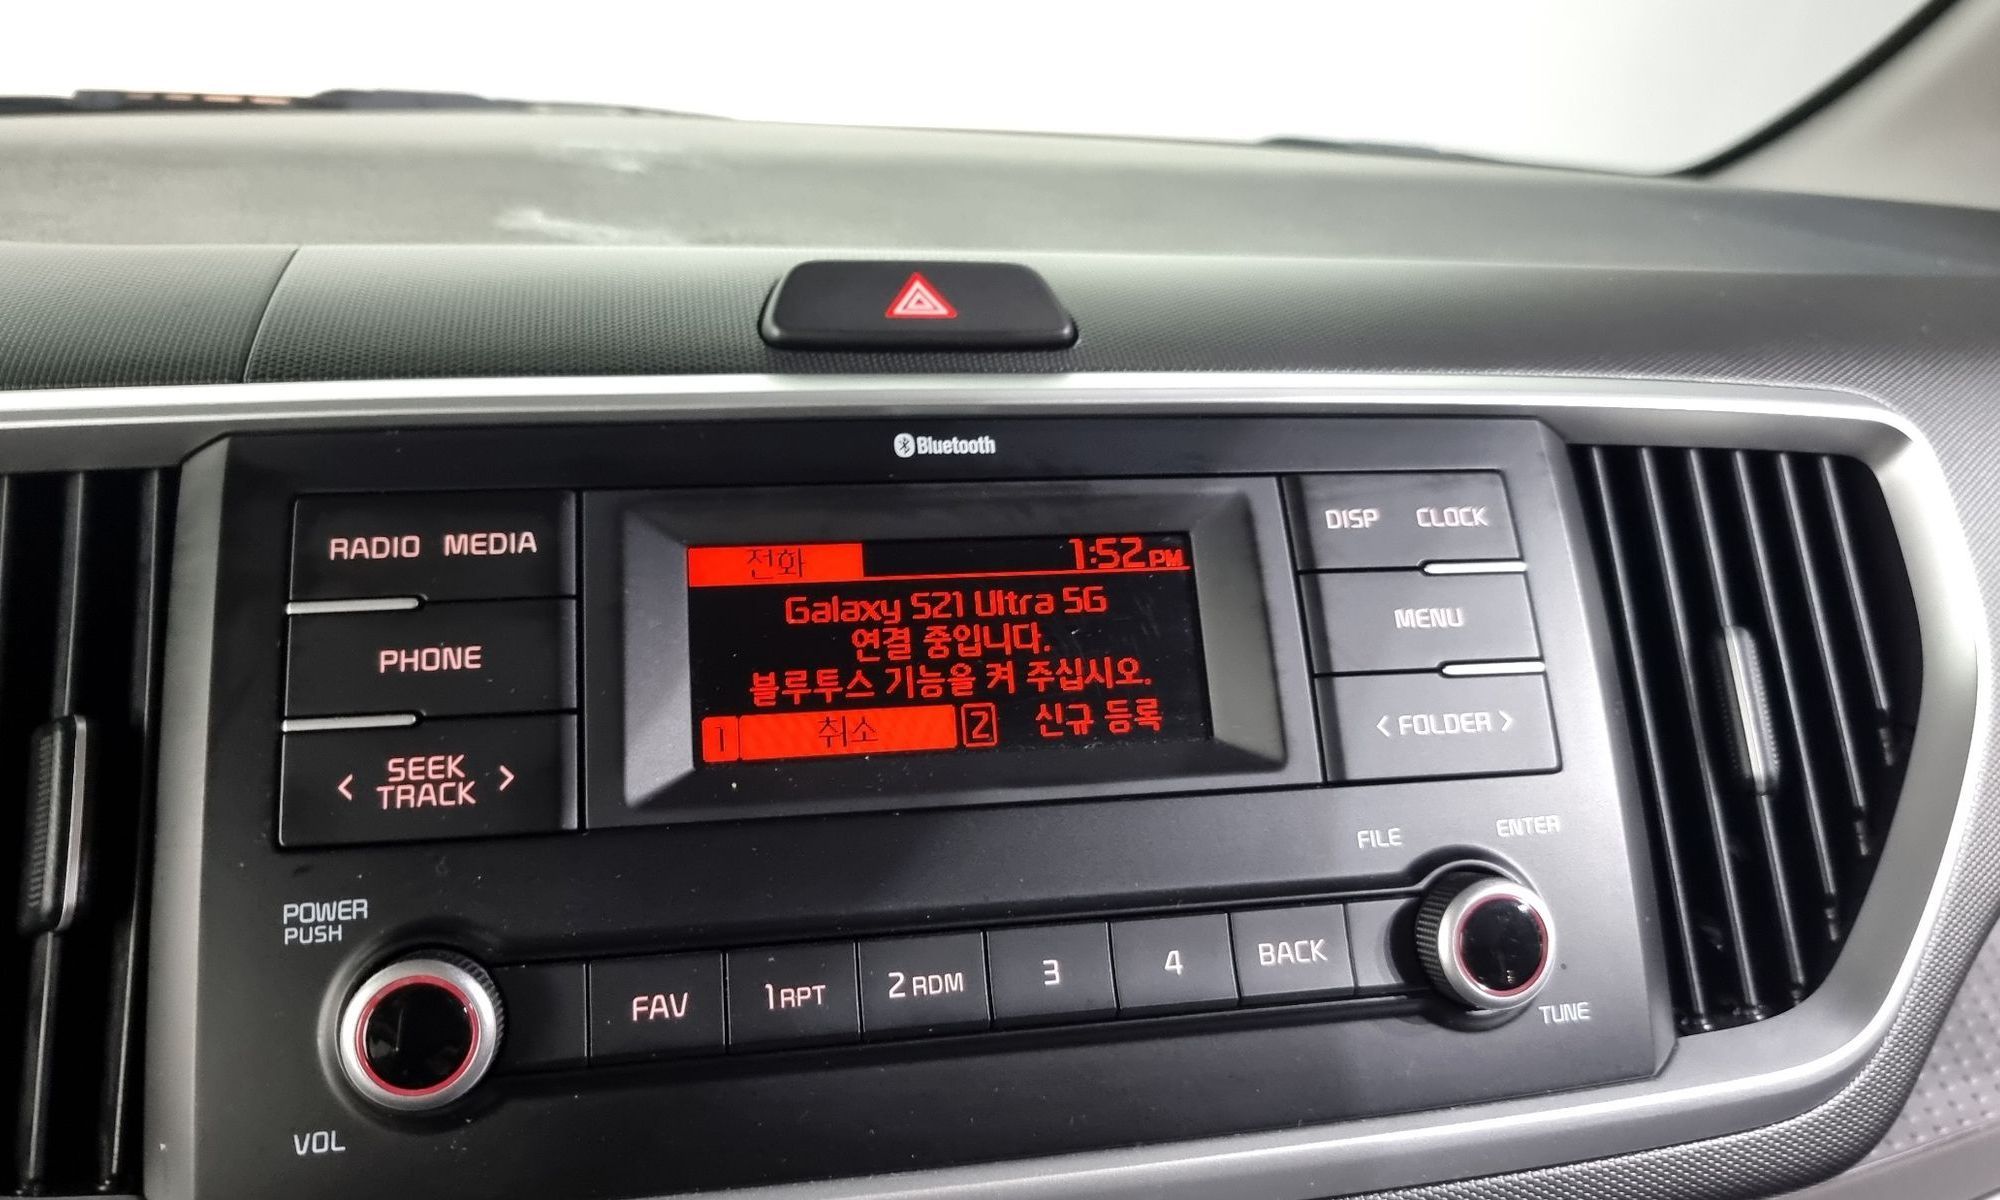 Bluetooth
RADIO MEDIA
PHONE
< SEEK >
TRACK
전화 1:52 PM
Galaxy S21 Ultra 5G
연결 중입니다.
블루투스 기능을 켜 주십시오.
1 취소 2 신규 등록
DISP CLOCK
MENU
< FOLDER >
FILE ENTER
POWER
PUSH
VOL
FAV 1 RPT 2 RDM 3 4 BACK
TUNE